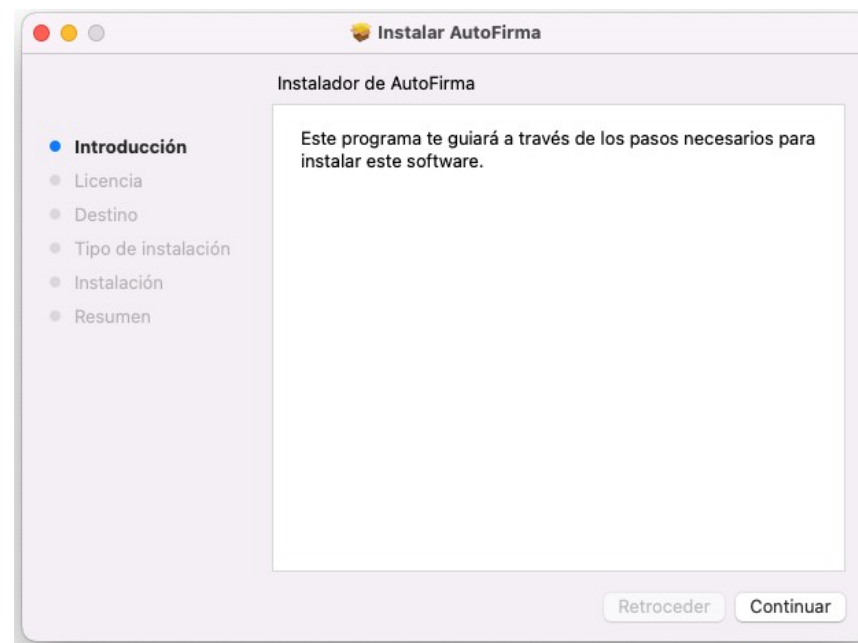 Instalar AutoFirma
Instalador de AutoFirma
Introducción
Licencia
Destino
Tipo de instalación
Instalación
Resumen
Este programa te guiará a través de los pasos necesarios para
instalar este software.
Retroceder
Continuar